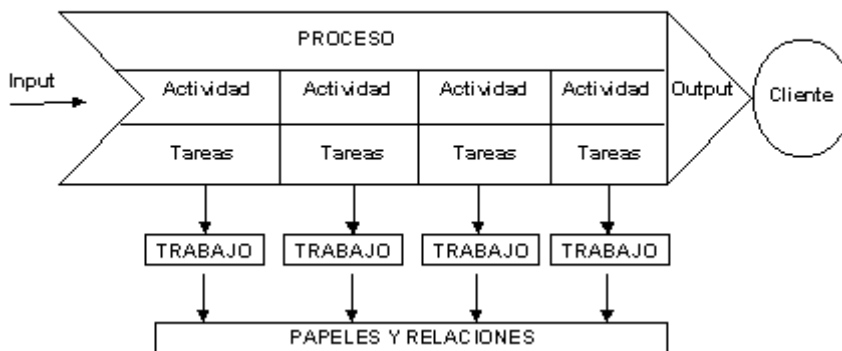 PROCESO
Input
Actividad Actividad Actividad Actividad Output Cliente
Tareas Tareas Tareas Tareas
TRABAJO TRABAJO TRABAJO TRABAJO
PAPELES Y RELACIONES